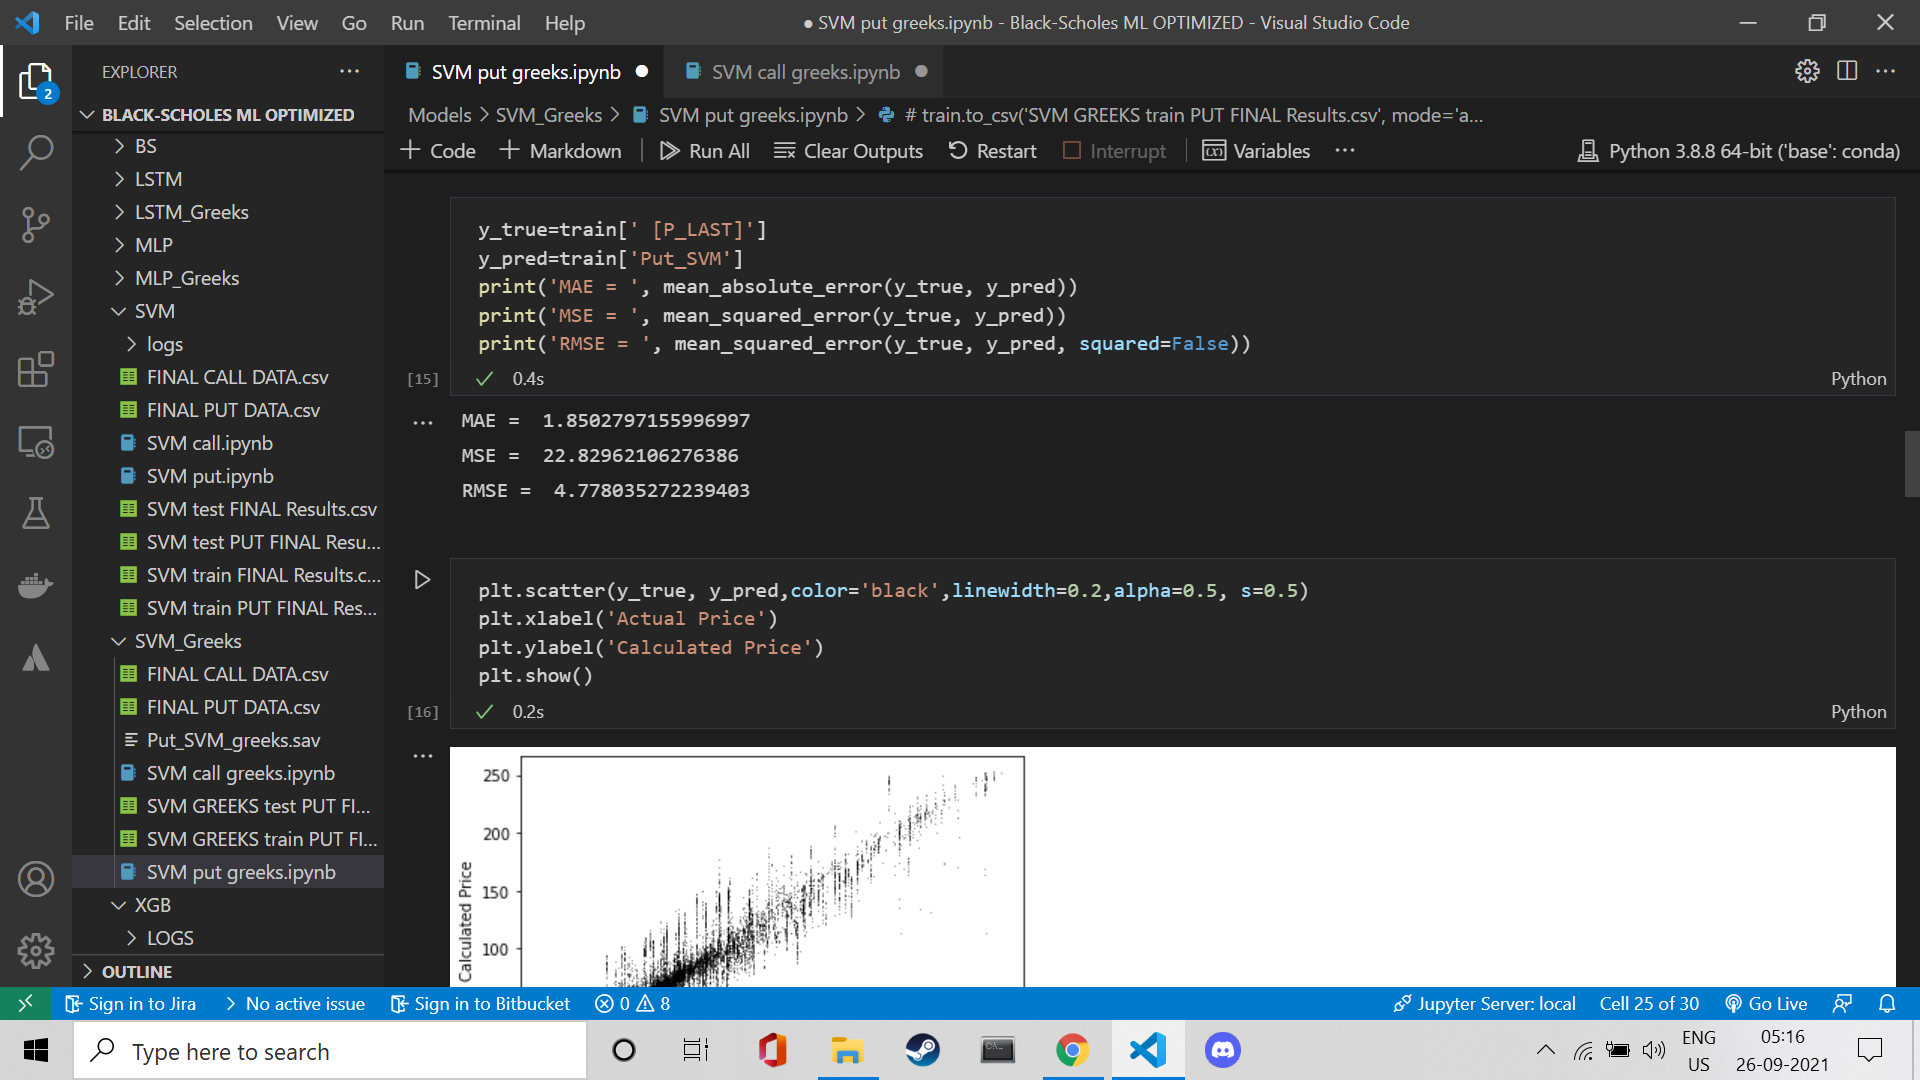 File Edit Selection View Go Run Terminal Help
● SVM put greeks.ipynb - Black-Scholes ML OPTIMIZED - Visual Studio Code
EXPLORER
SVM put greeks.ipynb
SVM call greeks.ipynb
BLACK-SCHOLES ML OPTIMIZED
Models > SVM_Greeks > SVM put greeks.ipynb > # train.to_csv('SVM GREEKS train PUT FINAL Results.csv', mode='a...
+ Code + Markdown Run All Clear Outputs Restart Interrupt Variables ... Python 3.8.8 64-bit ('base': conda)
2
BS
LSTM
LSTM_Greeks
MLP
MLP_Greeks
SVM
logs
FINAL CALL DATA.csv
FINAL PUT DATA.csv
SVM call.ipynb
SVM put.ipynb
SVM test FINAL Results.csv
SVM test PUT FINAL Resu...
SVM train FINAL Results.c...
SVM train PUT FINAL Res...
SVM_Greeks
FINAL CALL DATA.csv
FINAL PUT DATA.csv
Put_SVM_greeks.sav
SVM call greeks.ipynb
SVM GREEKS test PUT FI...
SVM GREEKS train PUT FI...
SVM put greeks.ipynb
XGB
LOGS
OUTLINE
y_true=train[' [P_LAST]']
y_pred=train['Put_SVM']
print('MAE = ', mean_absolute_error(y_true, y_pred))
print('MSE = ', mean_squared_error(y_true, y_pred))
print('RMSE = ', mean_squared_error(y_true, y_pred, squared=False))
[15] 0.4s Python
MAE =  1.8502797155996997
MSE =  22.82962106276386
RMSE =  4.778035272239403
plt.scatter(y_true, y_pred,color='black',linewidth=0.2,alpha=0.5, s=0.5)
plt.xlabel('Actual Price')
plt.ylabel('Calculated Price')
plt.show()
[16] 0.2s Python
250
200
150
100
Calculated Price
Sign in to Jira > No active issue Sign in to Bitbucket 0 8 Jupyter Server: local Cell 25 of 30 Go Live
Type here to search
ENG
US
05:16
26-09-2021